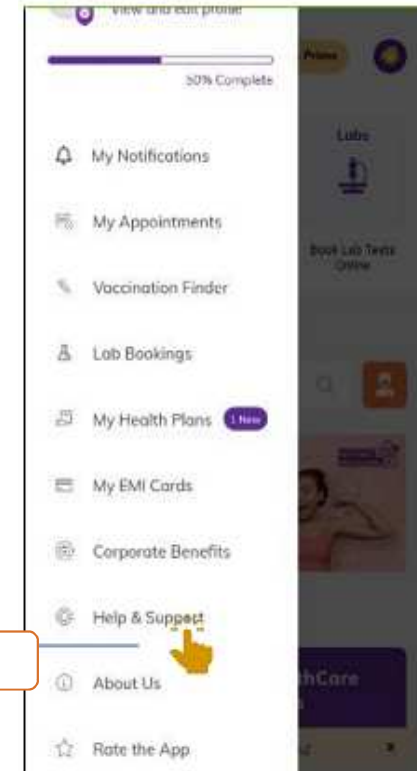 View and edit profile
50% Complete
Prime
My Notifications
Labs
My Appointments
Book Lab Tests
Online
Vaccination Finder
Lab Bookings
My Health Plans 1 New
My EMI Cards
Corporate Benefits
Help & Support
About Us
thCare
Rate the App